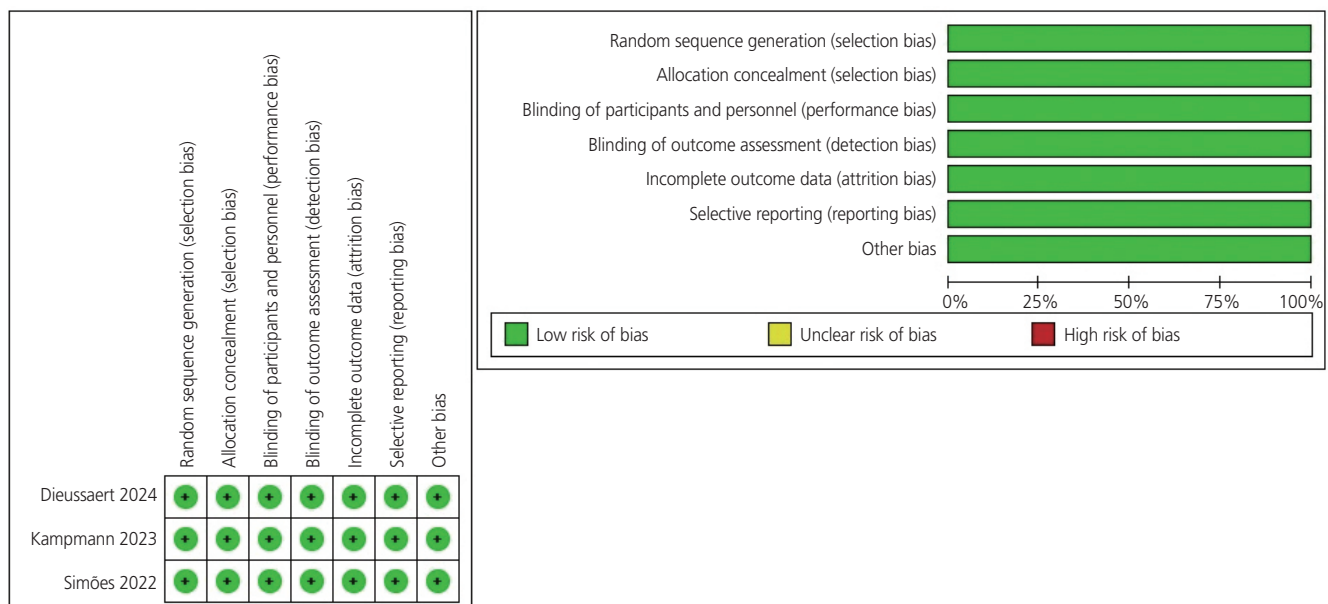 Random sequence generation (selection bias)
Allocation concealment (selection bias)
Blinding of participants and personnel (performance bias)
Blinding of outcome assessment (detection bias)
Incomplete outcome data (attrition bias)
Selective reporting (reporting bias)
Other bias
Dieussaert 2024
+ + + + + + +
Kampmann 2023
+ + + + + + +
Simões 2022
+ + + + + + +
Random sequence generation (selection bias)
Allocation concealment (selection bias)
Blinding of participants and personnel (performance bias)
Blinding of outcome assessment (detection bias)
Incomplete outcome data (attrition bias)
Selective reporting (reporting bias)
Other bias
0% 25% 50% 75% 100%
Low risk of bias Unclear risk of bias High risk of bias